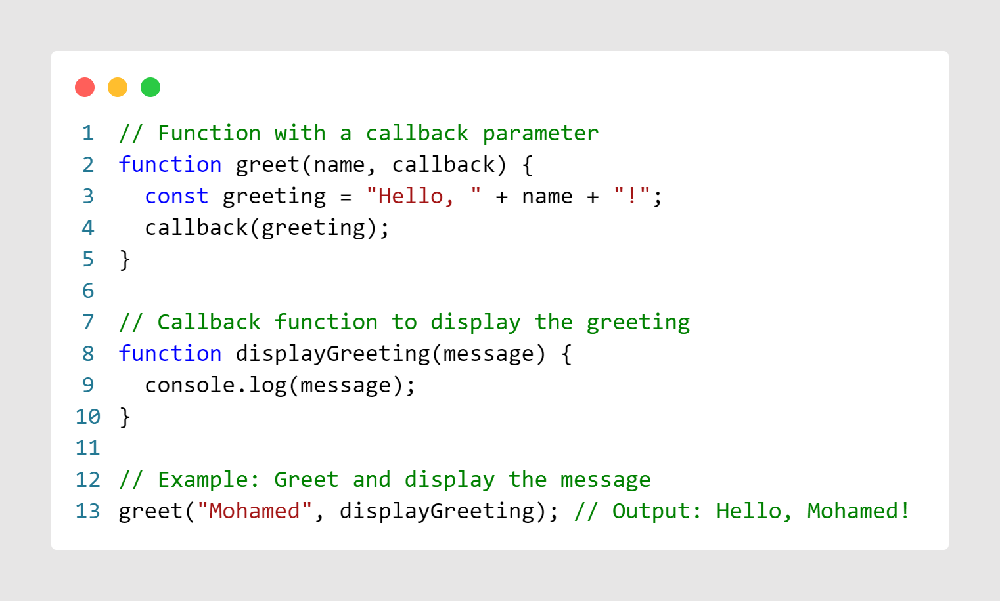 1 // Function with a callback parameter
2 function greet(name, callback) {
3   const greeting = "Hello, " + name + "!";
4   callback(greeting);
5 }
6
7 // Callback function to display the greeting
8 function displayGreeting(message) {
9   console.log(message);
10 }
11
12 // Example: Greet and display the message
13 greet("Mohamed", displayGreeting); // Output: Hello, Mohamed!